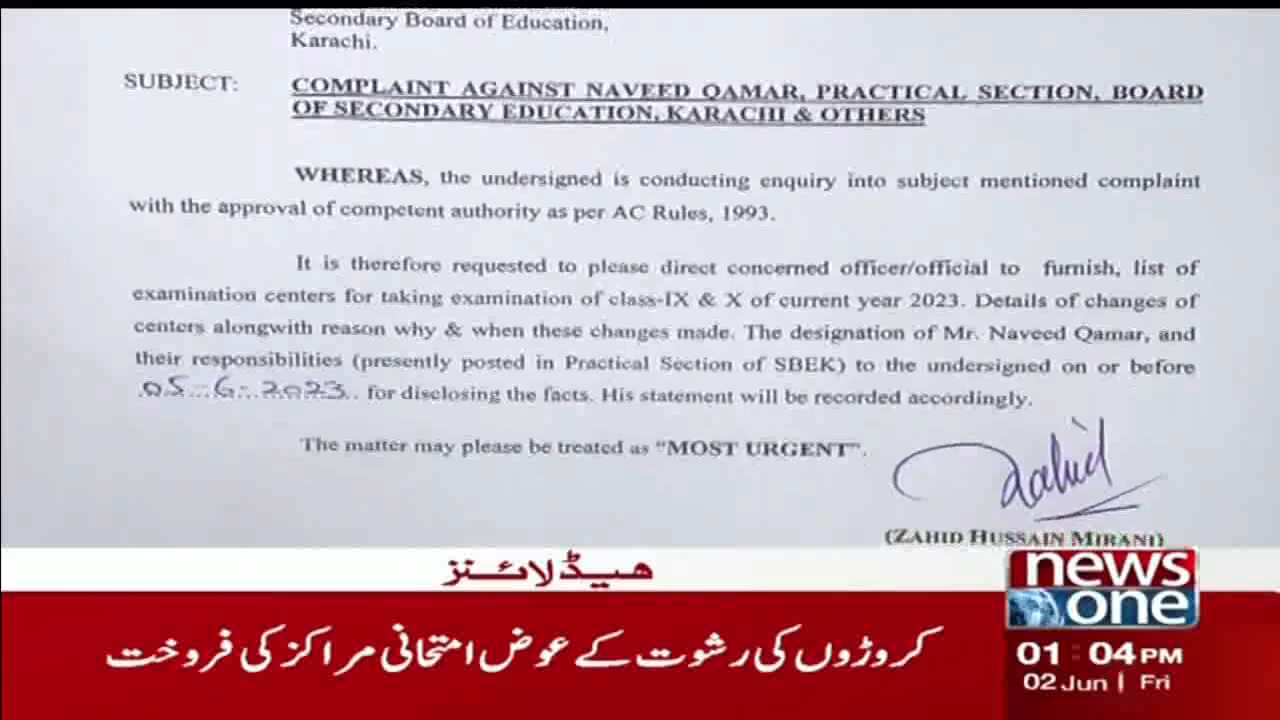 Secondary Board of Education,
Karachi.
SUBJECT: COMPLAINT AGAINST NAVEED QAMAR, PRACTICAL SECTION, BOARD
OF SECONDARY EDUCATION, KARACHI & OTHERS
WHEREAS, the undersigned is conducting enquiry into subject mentioned complaint
with the approval of competent authority as per AC Rules, 1993.
It is therefore requested to please direct concerned officer/official to furnish, list of
examination centers for taking examination of class-IX & X of current year 2023. Details of changes of
centers alongwith reason why & when these changes made. The designation of Mr. Naveed Qamar, and
their responsibilities (presently posted in Practical Section of SBEK) to the undersigned on or before
05-6-2023 for disclosing the facts. His statement will be recorded accordingly.
The matter may please be treated as "MOST URGENT".
Zahid
(ZAHID HUSSAIN MIRANI)
ہیڈلائنز
news
one
کروڑوں کی رشوت کے عوض امتحانی مراکز کی فروخت
01:04 PM
02 Jun | Fri